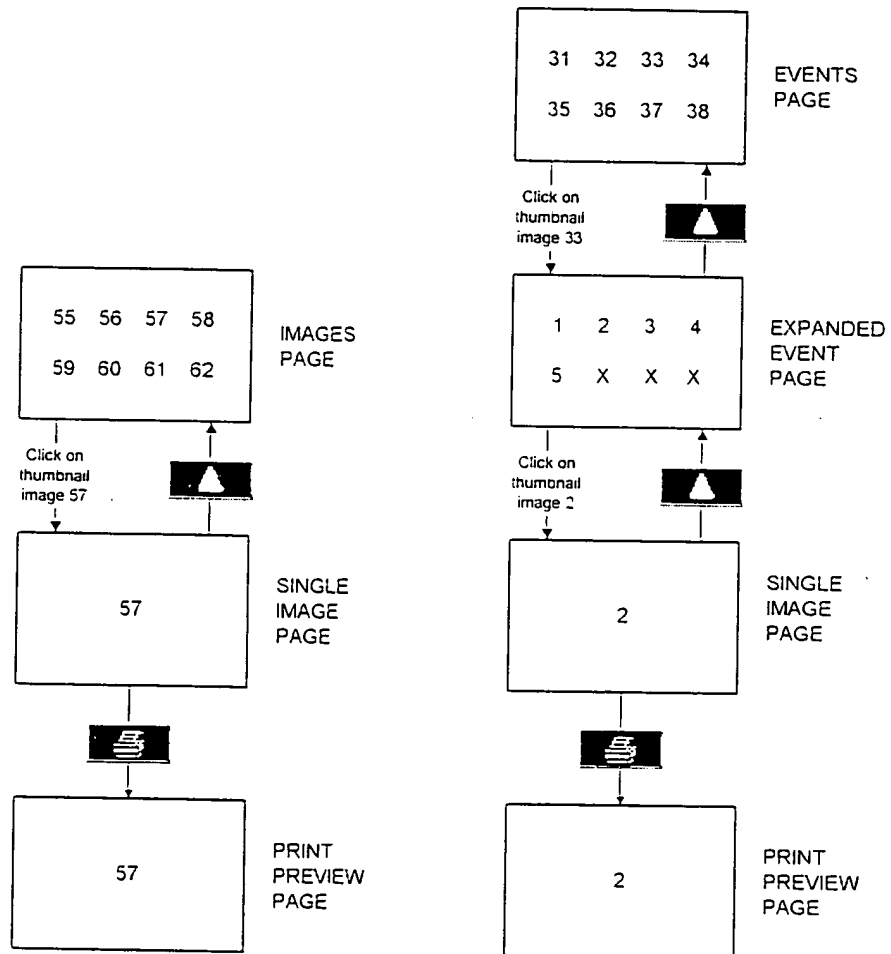 31 32 33 34
35 36 37 38
EVENTS
PAGE
Click on
thumbnail
image 33
1 2 3 4
5 X X X
EXPANDED
EVENT
PAGE
Click on
thumbnail
image 2
2
SINGLE
IMAGE
PAGE
2
PRINT
PREVIEW
PAGE
55 56 57 58
59 60 61 62
IMAGES
PAGE
Click on
thumbnail
image 57
57
SINGLE
IMAGE
PAGE
57
PRINT
PREVIEW
PAGE